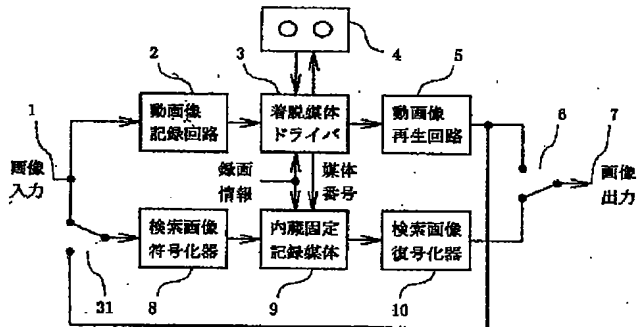 4
2
3
5
動画像
記録回路
着脱媒体
ドライバ
動画像
再生回路
1
6
7
画像
入力
録画
情報
媒体
番号
画像
出力
検索画像
符号化器
内蔵固定
記録媒体
検索画像
復号化器
31
8
9
10